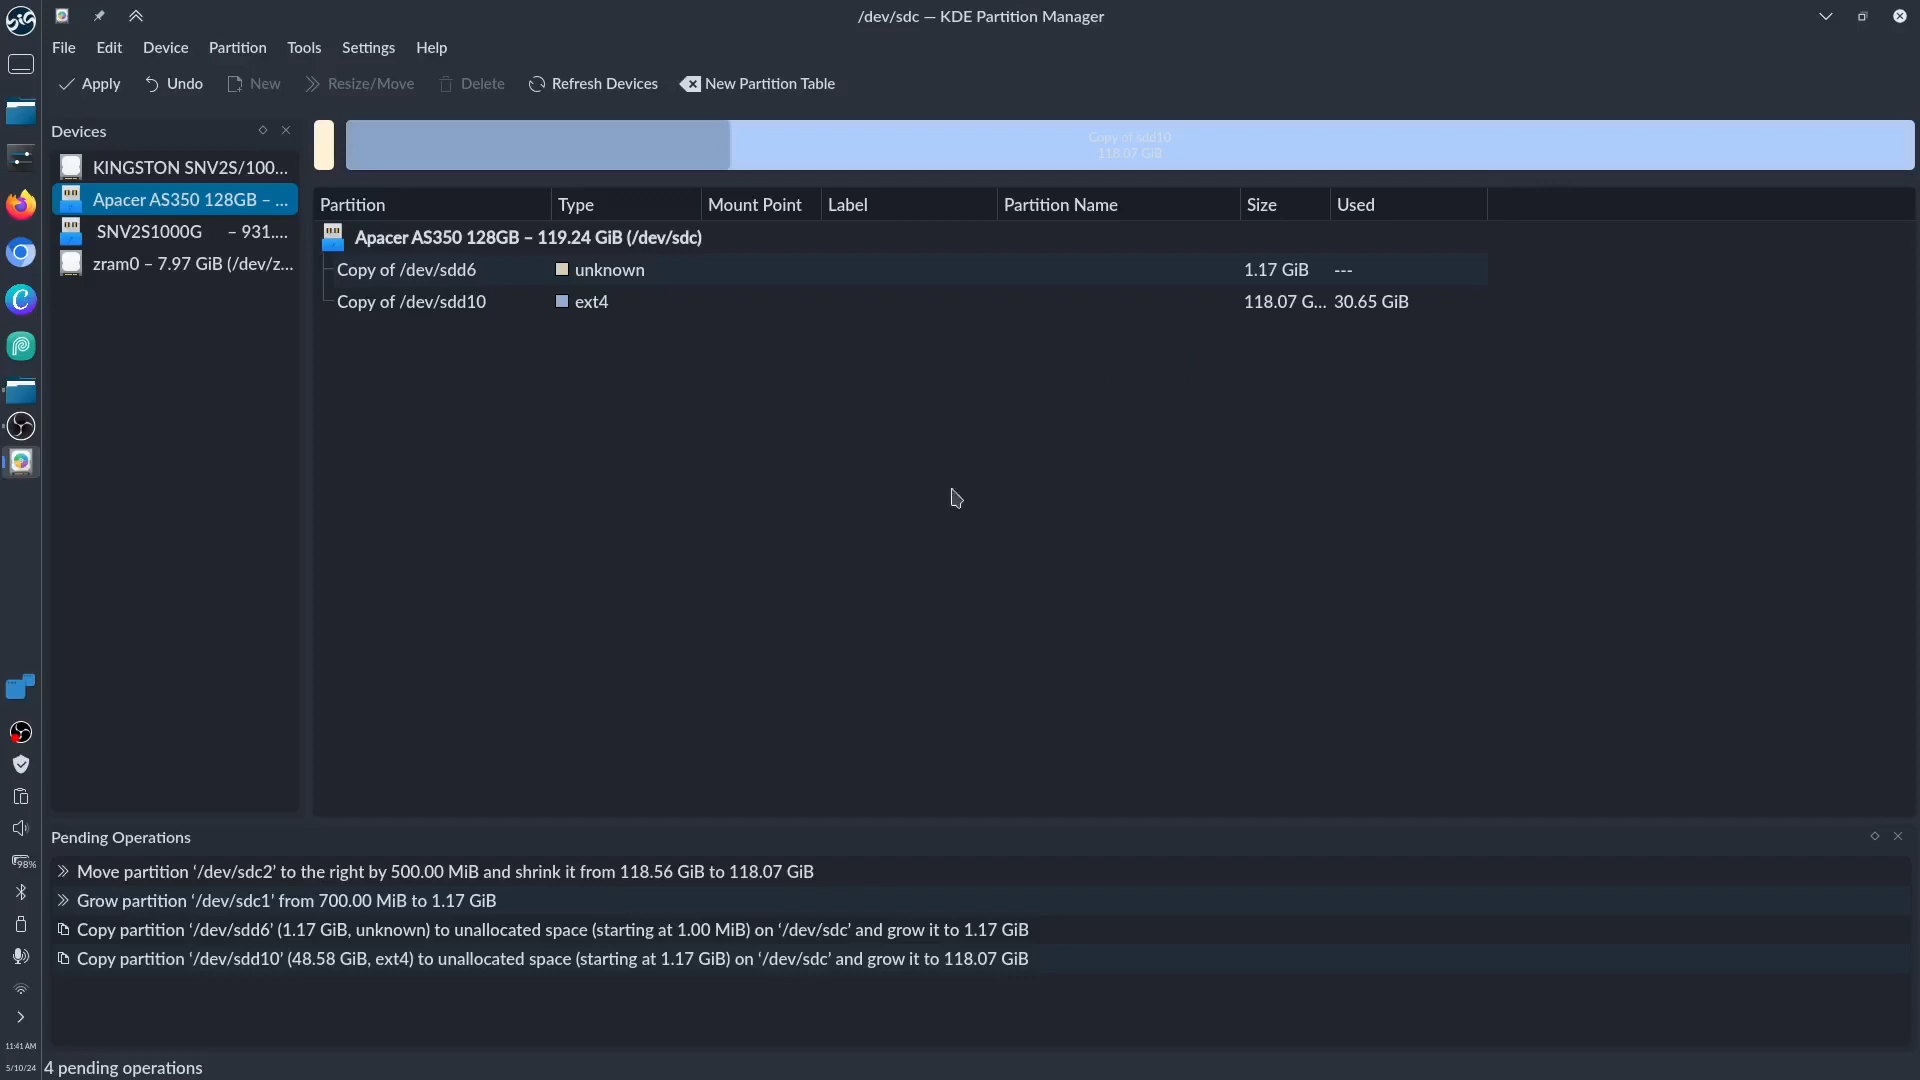 /dev/sdc — KDE Partition Manager
File Edit Device Partition Tools Settings Help
Apply Undo New Resize/Move Delete Refresh Devices New Partition Table
Devices
KINGSTON SNV2S/100...
Apacer AS350 128GB – ...
SNV2S1000G – 931....
zram0 – 7.97 GiB (/dev/z...
Copy of sdd10
118.07 GiB
Partition Type Mount Point Label Partition Name Size Used
Apacer AS350 128GB – 119.24 GiB (/dev/sdc)
Copy of /dev/sdd6 unknown 1.17 GiB ---
Copy of /dev/sdd10 ext4 118.07 G... 30.65 GiB
Pending Operations
Move partition ‘/dev/sdc2’ to the right by 500.00 MiB and shrink it from 118.56 GiB to 118.07 GiB
Grow partition ‘/dev/sdc1’ from 700.00 MiB to 1.17 GiB
Copy partition ‘/dev/sdd6’ (1.17 GiB, unknown) to unallocated space (starting at 1.00 MiB) on ‘/dev/sdc’ and grow it to 1.17 GiB
Copy partition ‘/dev/sdd10’ (48.58 GiB, ext4) to unallocated space (starting at 1.17 GiB) on ‘/dev/sdc’ and grow it to 118.07 GiB
98%
11:41 AM
5/10/24
4 pending operations